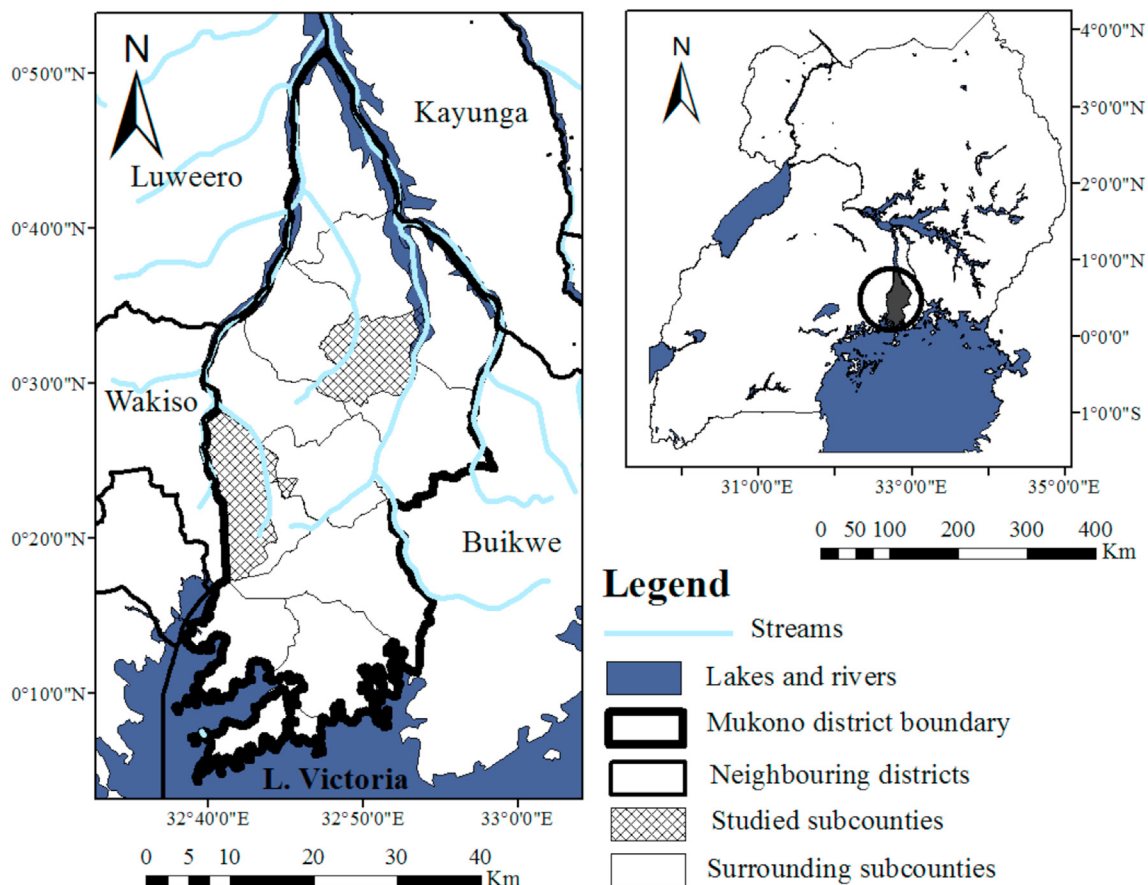 N
0°50'0"N
0°40'0"N
0°30'0"N
0°20'0"N
0°10'0"N
Kayunga
Luweero
Wakiso
Buikwe
L. Victoria
32°40'0"E 32°50'0"E 33°0'0"E
0 5 10 20 30 40
Km
N
4°0'0"N
3°0'0"N
2°0'0"N
1°0'0"N
0°0'0"
1°0'0"S
31°0'0"E 33°0'0"E 35°0'0"E
0 50 100 200 300 400
Km
Legend
Streams
Lakes and rivers
Mukono district boundary
Neighbouring districts
Studied subcounties
Surrounding subcounties